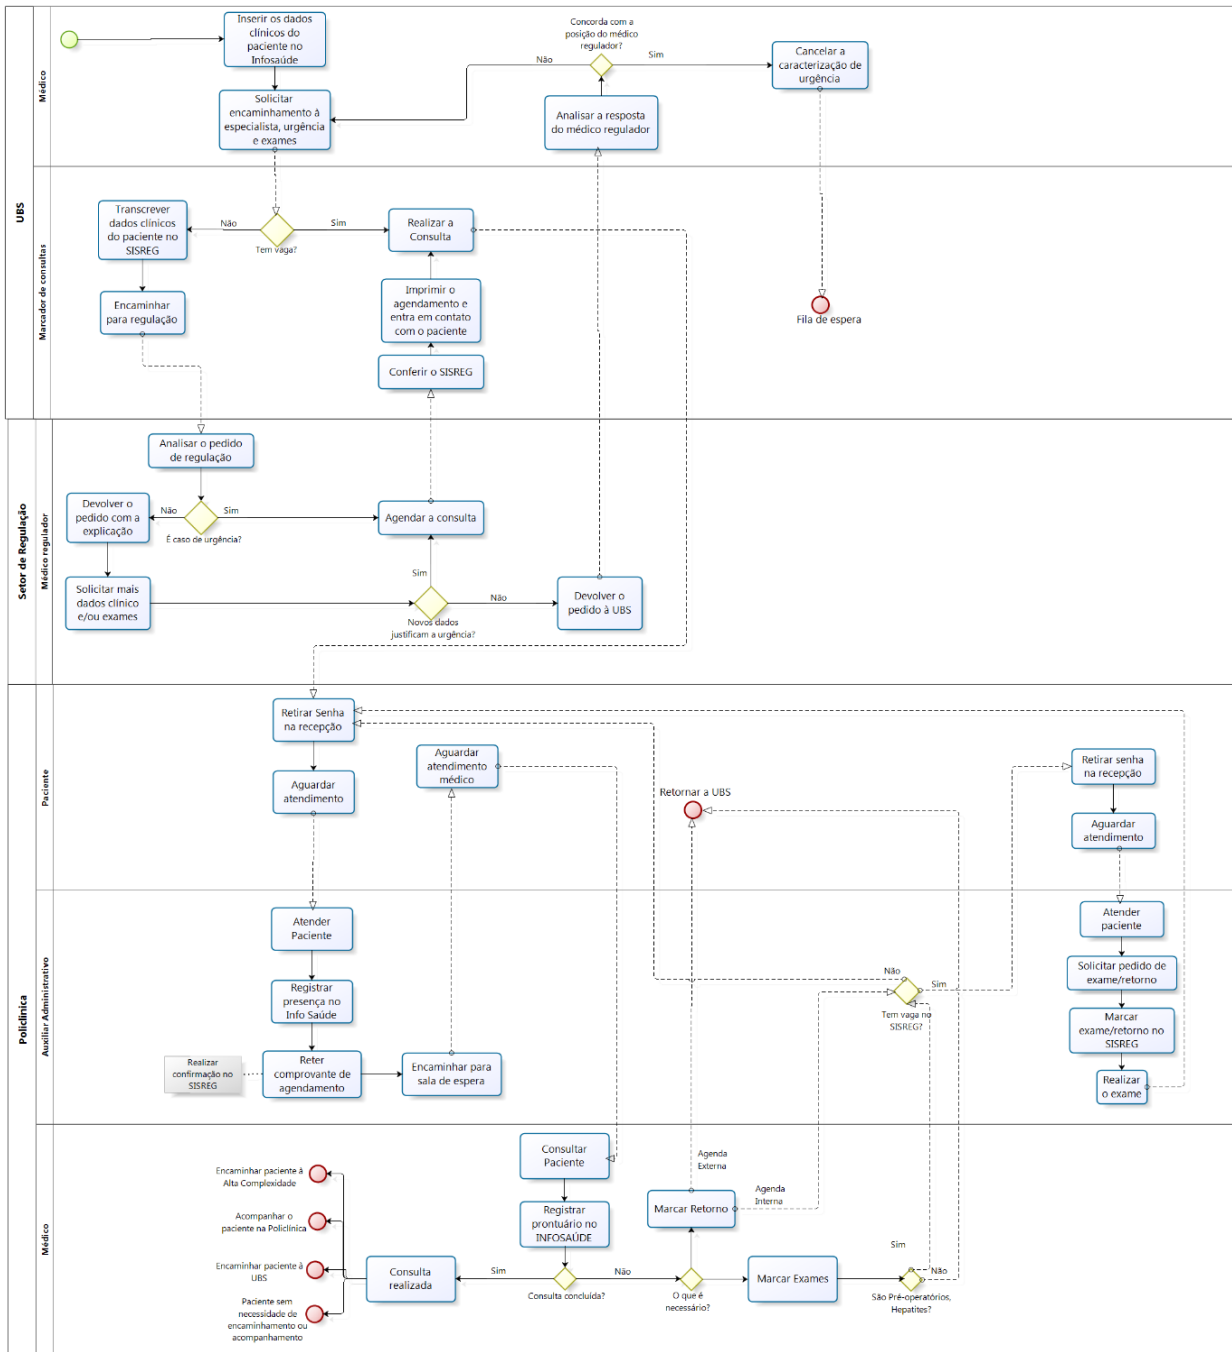 UBS
Médico
Inserir os dados
clínicos do
paciente no
Infosaúde
Solicitar
encaminhamento à
especialista, urgência
e exames
Concorda com a
posição do médico
regulador?
Não
Sim
Analisar a resposta
do médico regulador
Cancelar a
caracterização de
urgência
Marcador de consultas
Transcrever
dados clínicos
do paciente no
SISREG
Não
Sim
Tem vaga?
Realizar a
Consulta
Encaminhar
para regulação
Imprimir o
agendamento e
entra em contato
com o paciente
Conferir o SISREG
Fila de espera
Setor de Regulação
Médico regulador
Analisar o pedido
de regulação
Devolver o
pedido com a
explicação
Não
Sim
É caso de urgência?
Agendar a consulta
Solicitar mais
dados clínico
e/ou exames
Sim
Não
Novos dados
justificam a urgência?
Devolver o
pedido à UBS
Policlínica
Paciente
Retirar Senha
na recepção
Aguardar
atendimento
Aguardar
atendimento
médico
Retornar a UBS
Retirar senha
na recepção
Aguardar
atendimento
Auxiliar Administrativo
Atender
Paciente
Registrar
presença no
Info Saúde
Realizar
confirmação no
SISREG
Reter
comprovante de
agendamento
Encaminhar para
sala de espera
Não
Sim
Tem vaga no
SISREG?
Atender
paciente
Solicitar pedido de
exame/retorno
Marcar
exame/retorno no
SISREG
Realizar
o exame
Médico
Consultar
Paciente
Registrar
prontuário no
INFOSAÚDE
Agenda
Externa
Agenda
Interna
Marcar Retorno
Encaminhar paciente à
Alta Complexidade
Acompanhar o
paciente na Policlínica
Encaminhar paciente à
UBS
Paciente sem
necessidade de
encaminhamento ou
acompanhamento
Consulta
realizada
Sim
Não
Consulta concluída?
O que é
necessário?
Marcar Exames
Sim
Não
São Pré-operatórios,
Hepatites?